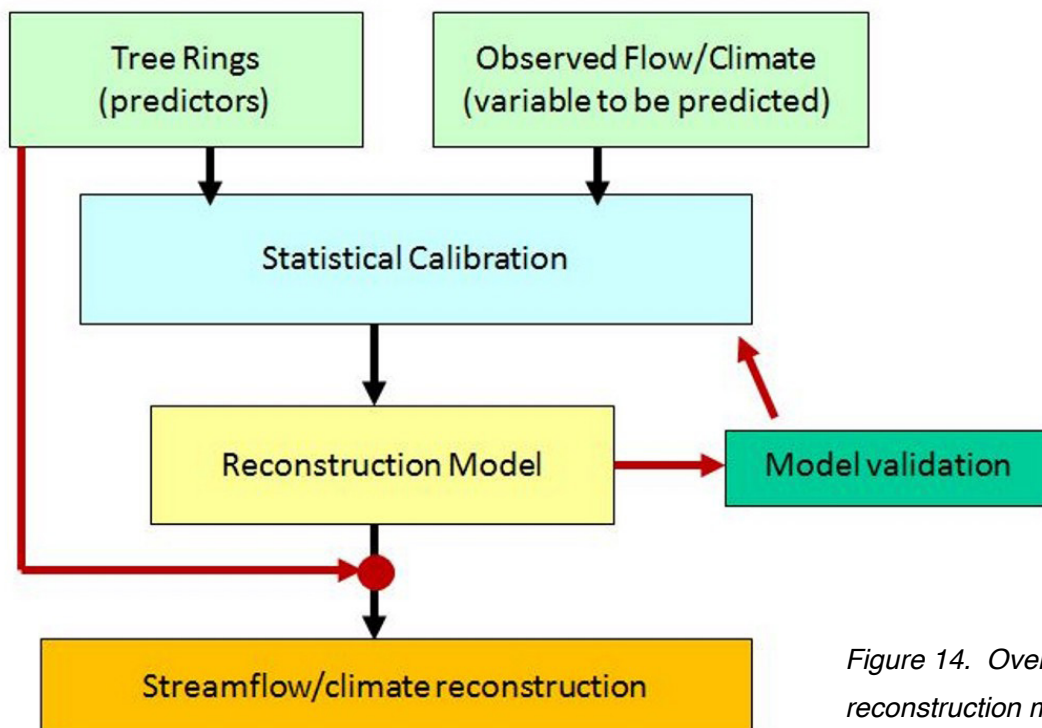 Tree Rings
(predictors)
Observed Flow/Climate
(variable to be predicted)
Statistical Calibration
Reconstruction Model
Model validation
Streamflow/climate reconstruction
Figure 14.
reconstruction